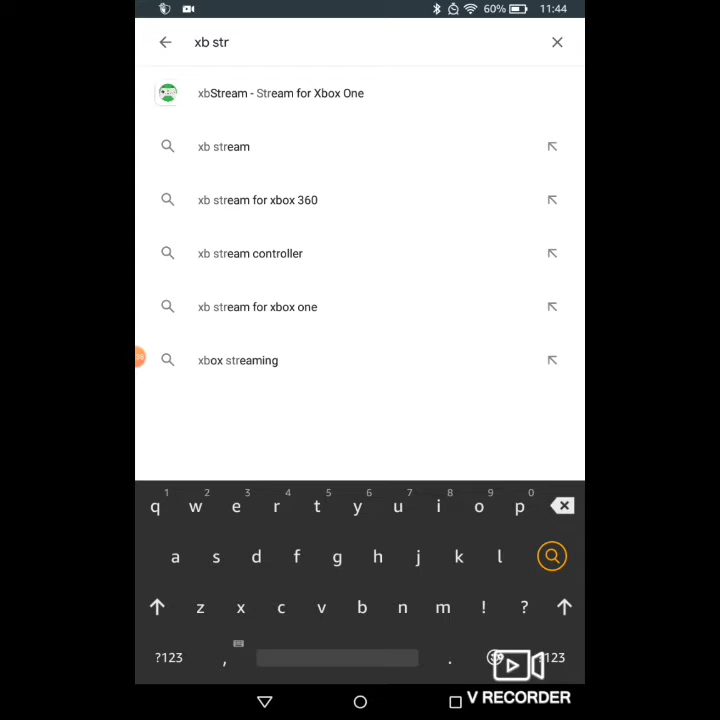 60% 11:44
xb str
xbStream - Stream for Xbox One
xb stream
xb stream for xbox 360
xb stream controller
xb stream for xbox one
xbox streaming
1 2 3 4 5 6 7 8 9 0
q w e r t y u i o p
a s d f g h j k l
z x c v b n m ! ?
?123 , . 123
V RECORDER